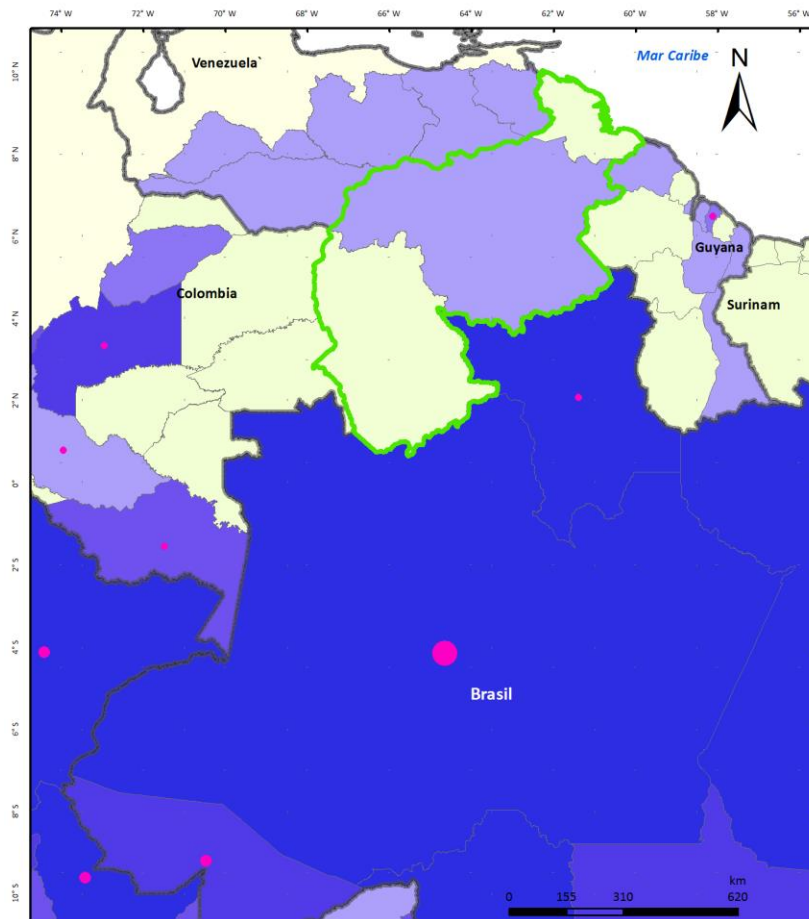 74° W 72° W 70° W 68° W 66° W 64° W 62° W 60° W 58° W
Mar Caribe
N
Venezuela`
10° N
8° N
6° N
Guyana
Colombia
Surinam
4° N
2° N
0°
2° S
4° S
Brasil
6° S
8° S
10° S
km
0 155 310 620